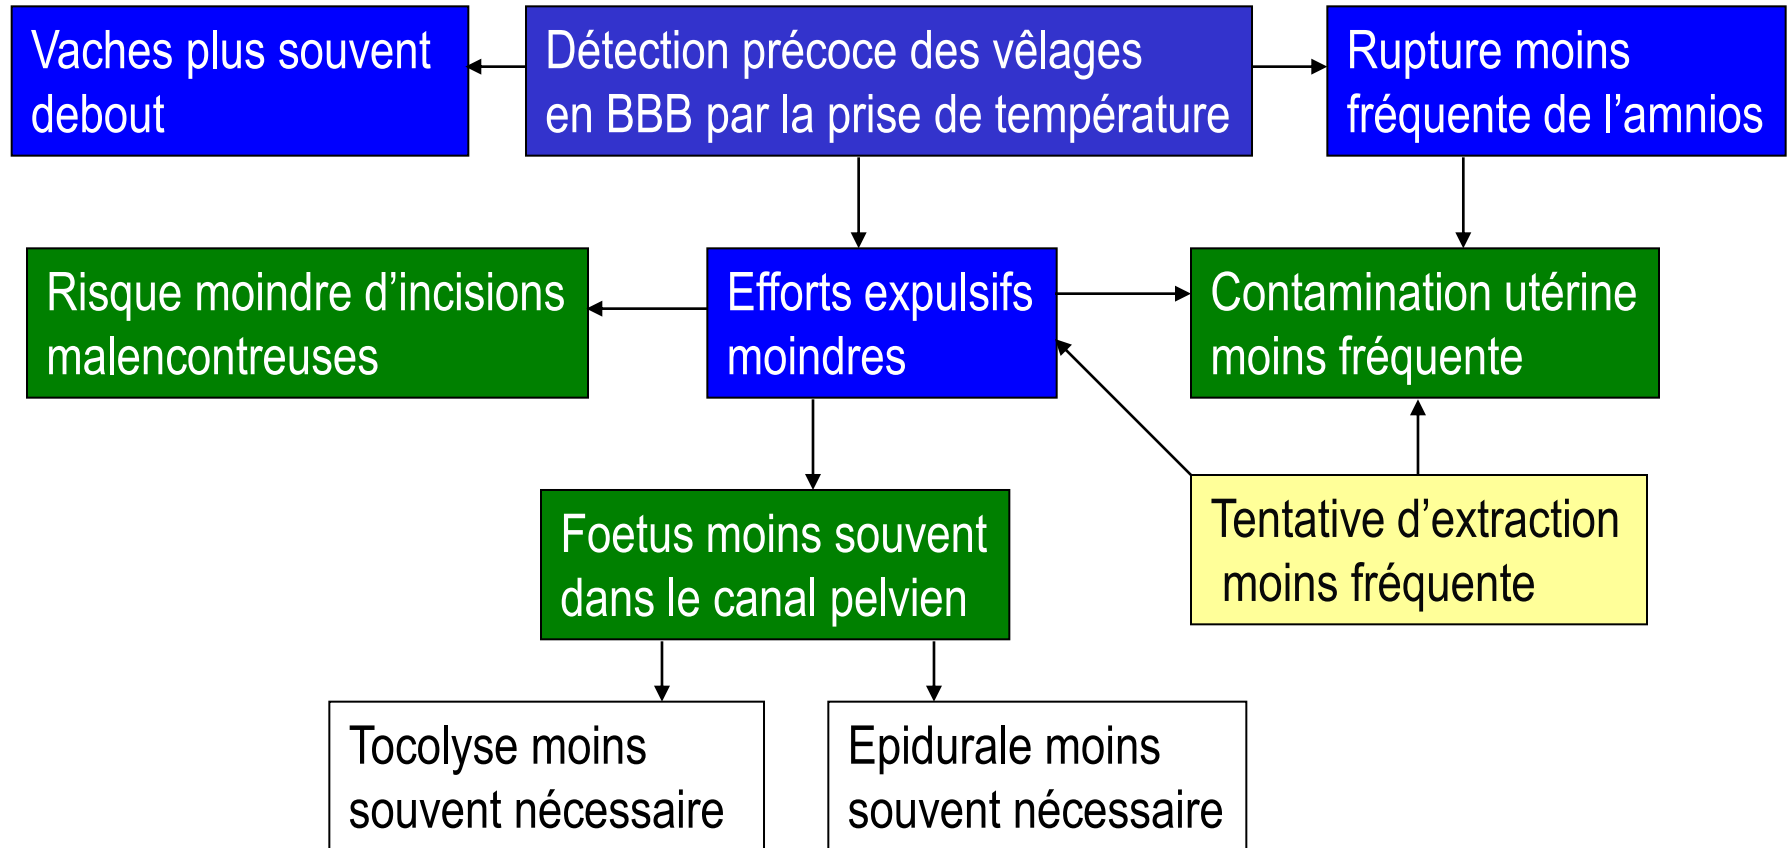 Vaches plus souvent
debout
Détection précoce des vêlages
en BBB par la prise de température
Rupture moins
fréquente de l’amnios
Risque moindre d’incisions
malencontreuses
Efforts expulsifs
moindres
Contamination utérine
moins fréquente
Foetus moins souvent
dans le canal pelvien
Tentative d’extraction
moins fréquente
Tocolyse moins
souvent nécessaire
Epidurale moins
souvent nécessaire